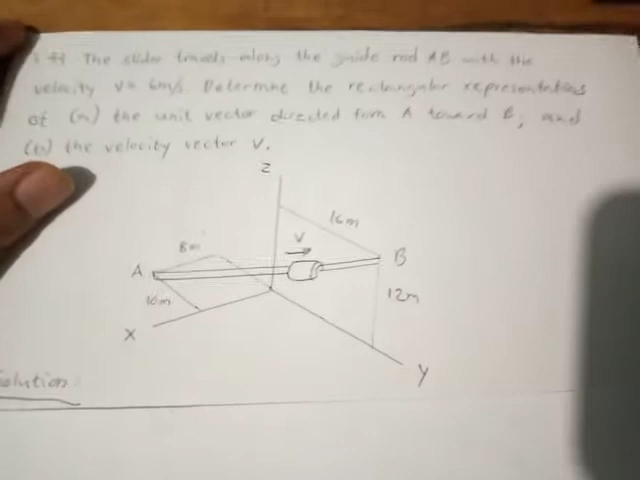 The slider travels along the guide rod AB with the
velocity v = 6m/s. Determine the rectangular representations
of (a) the unit vector directed from A toward B, and
(b) the velocity vector V.
Z
16m
8m
V
B
A
10m
12m
X
Y
Solution: